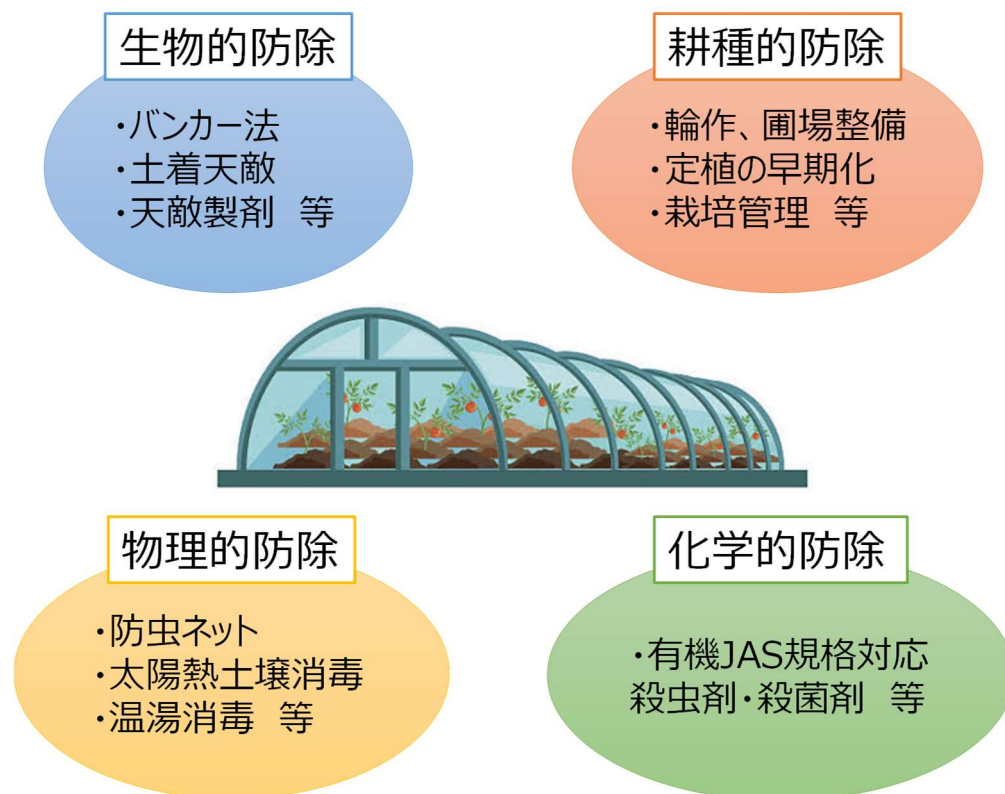 生物的防除
・バンカー法
・土着天敵
・天敵製剤 等
耕種的防除
・輪作、圃場整備
・定植の早期化
・栽培管理 等
物理的防除
・防虫ネット
・太陽熱土壌消毒
・温湯消毒 等
化学的防除
・有機JAS規格対応
殺虫剤・殺菌剤 等